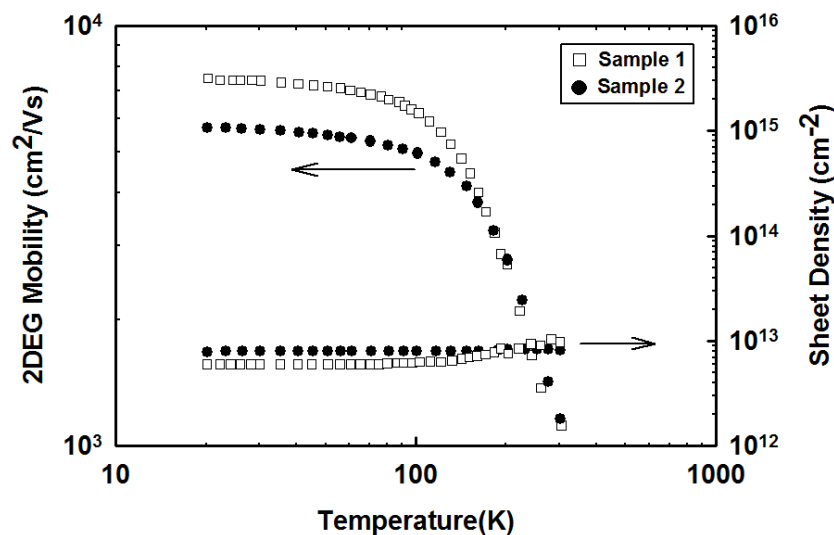 10⁴
10³
2DEG Mobility (cm²/Vs)
Sample 1
Sample 2
10¹⁶
10¹⁵
10¹⁴
10¹³
10¹²
Sheet Density (cm⁻²)
10
100
1000
Temperature(K)